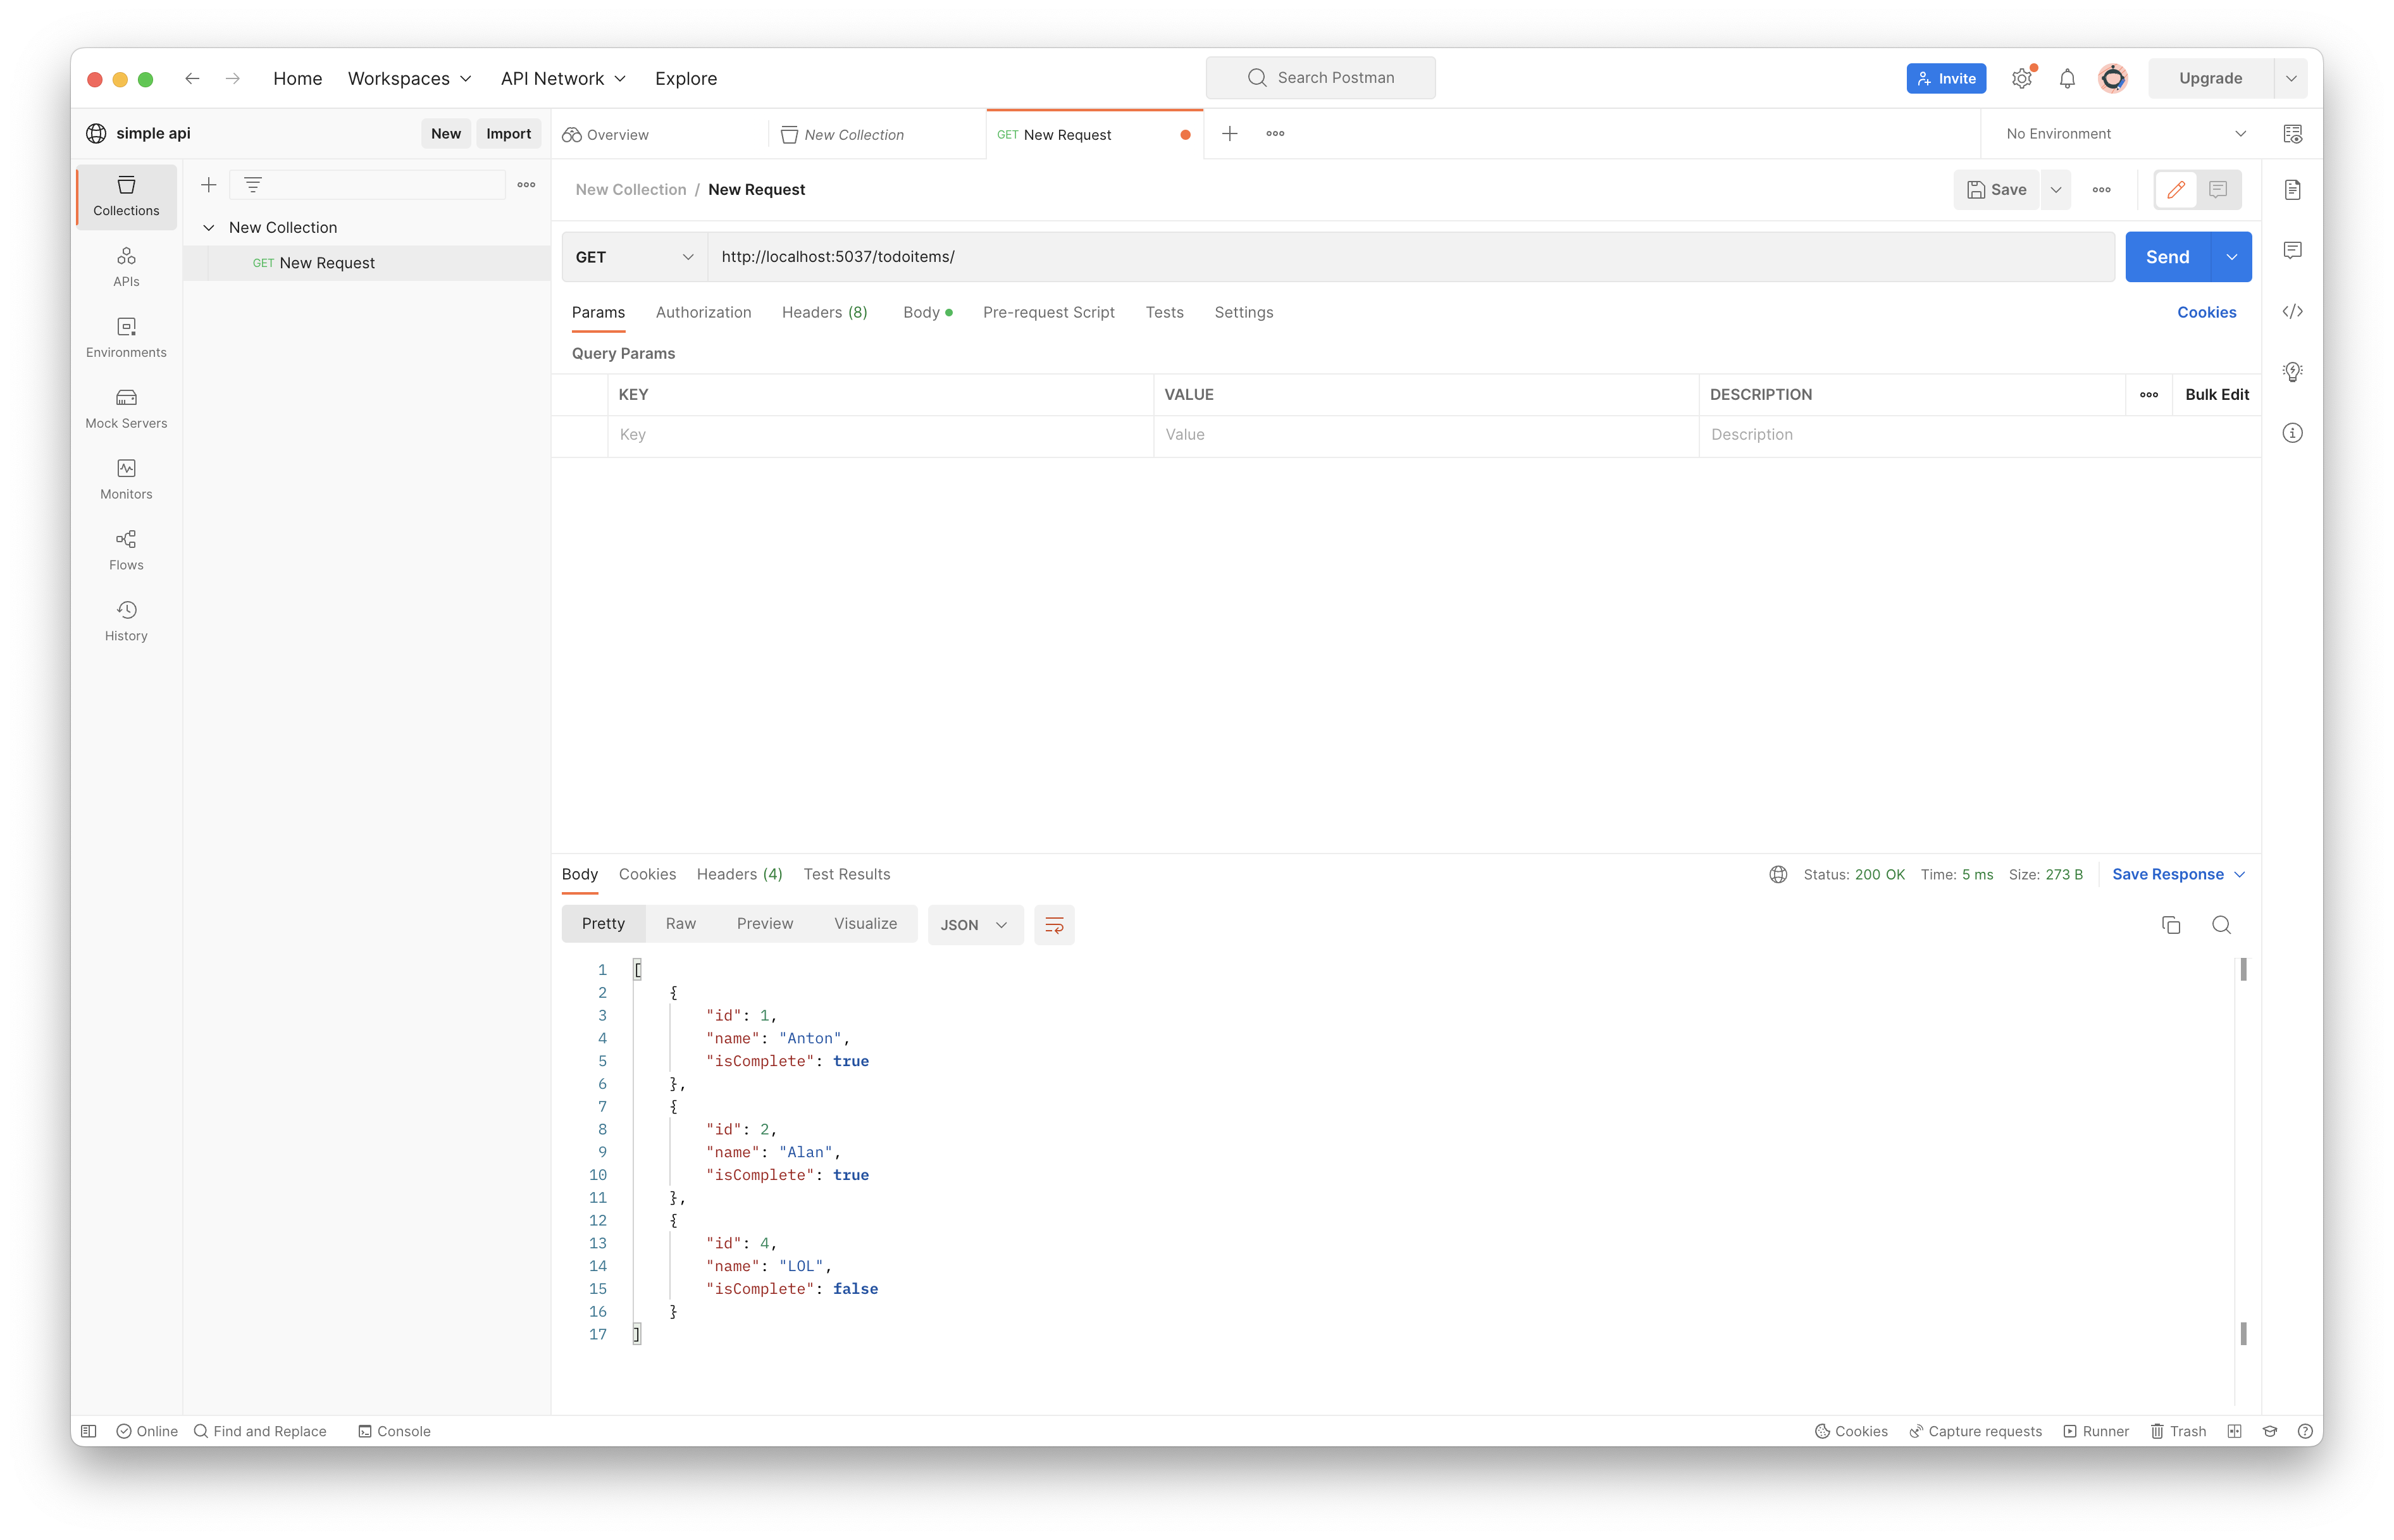 Home Workspaces API Network Explore Search Postman Invite Upgrade
simple api New Import Overview New Collection GET New Request No Environment
Collections
APIs
Environments
Mock Servers
Monitors
Flows
History
New Collection
GET New Request
New Collection / New Request Save
GET http://localhost:5037/todoitems/ Send
Params Authorization Headers (8) Body Pre-request Script Tests Settings Cookies
Query Params
KEY VALUE DESCRIPTION Bulk Edit
Key Value Description
Body Cookies Headers (4) Test Results Status: 200 OK Time: 5 ms Size: 273 B Save Response
Pretty Raw Preview Visualize JSON
1 [
2 {
3 "id": 1,
4 "name": "Anton",
5 "isComplete": true
6 },
7 {
8 "id": 2,
9 "name": "Alan",
10 "isComplete": true
11 },
12 {
13 "id": 4,
14 "name": "LOL",
15 "isComplete": false
16 }
17 ]
Online Find and Replace Console Cookies Capture requests Runner Trash